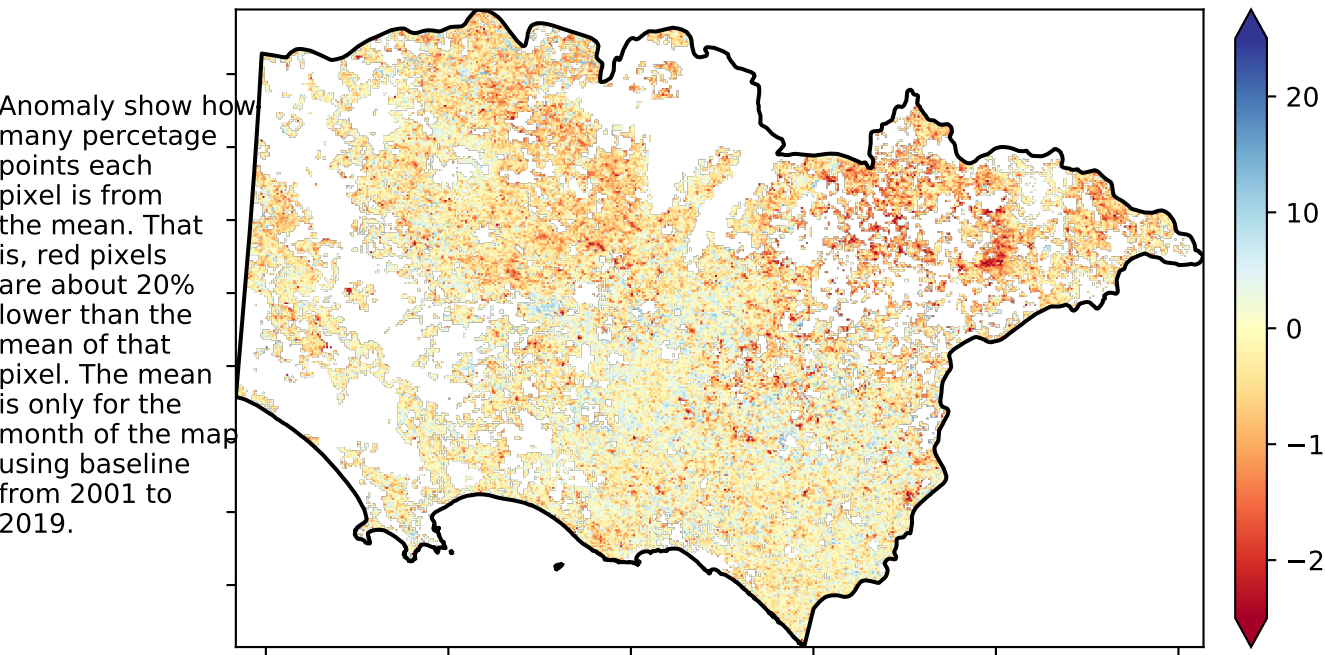 Anomaly show how
many percetage
points each
pixel is from
the mean. That
is, red pixels
are about 20%
lower than the
mean of that
pixel. The mean
is only for the
month of the map
using baseline
from 2001 to
2019.
20
10
0
−1
−2